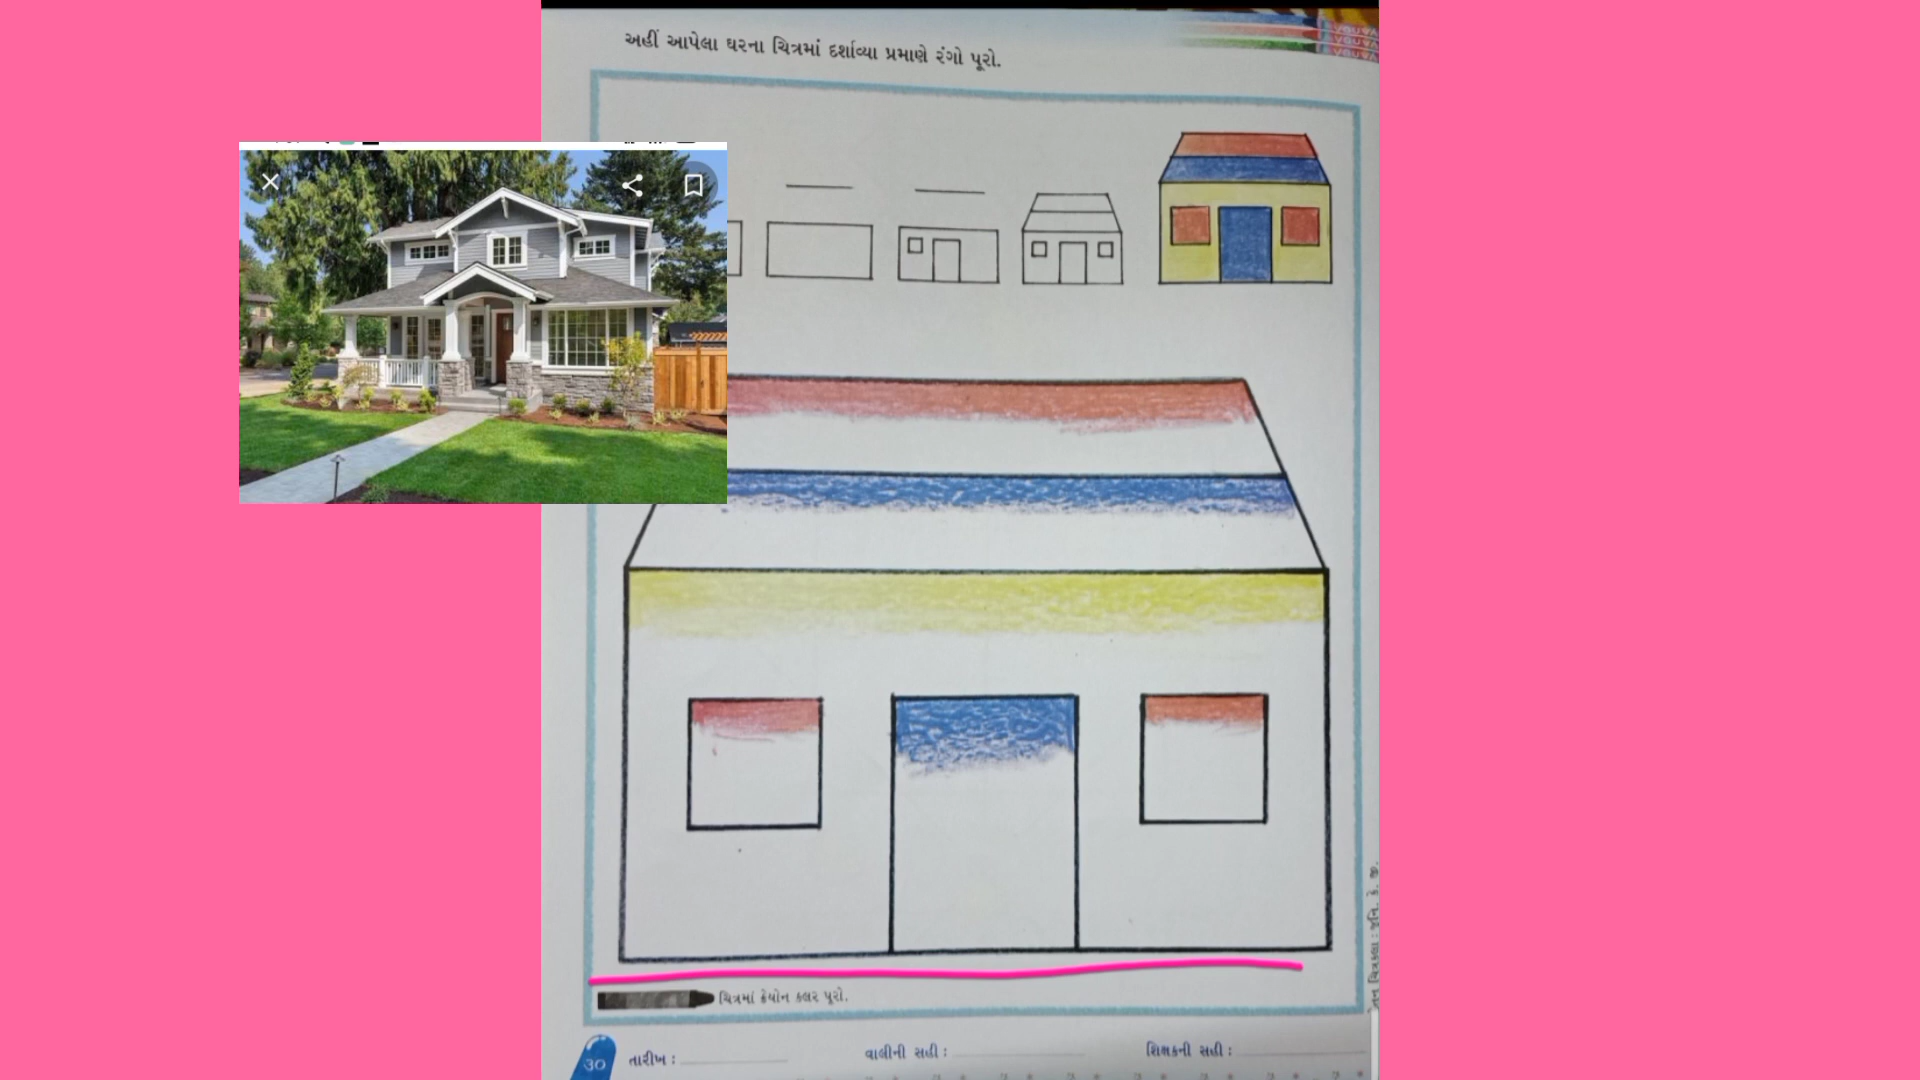 અહીં આપેલા ઘરના ચિત્રમાં દર્શાવ્યા પ્રમાણે રંગો પૂરો.
ચિત્રમાં ક્રેયોન કલર પૂરો.
30
તારીખ :
વાલીની સહી :
શિક્ષકની સહી :